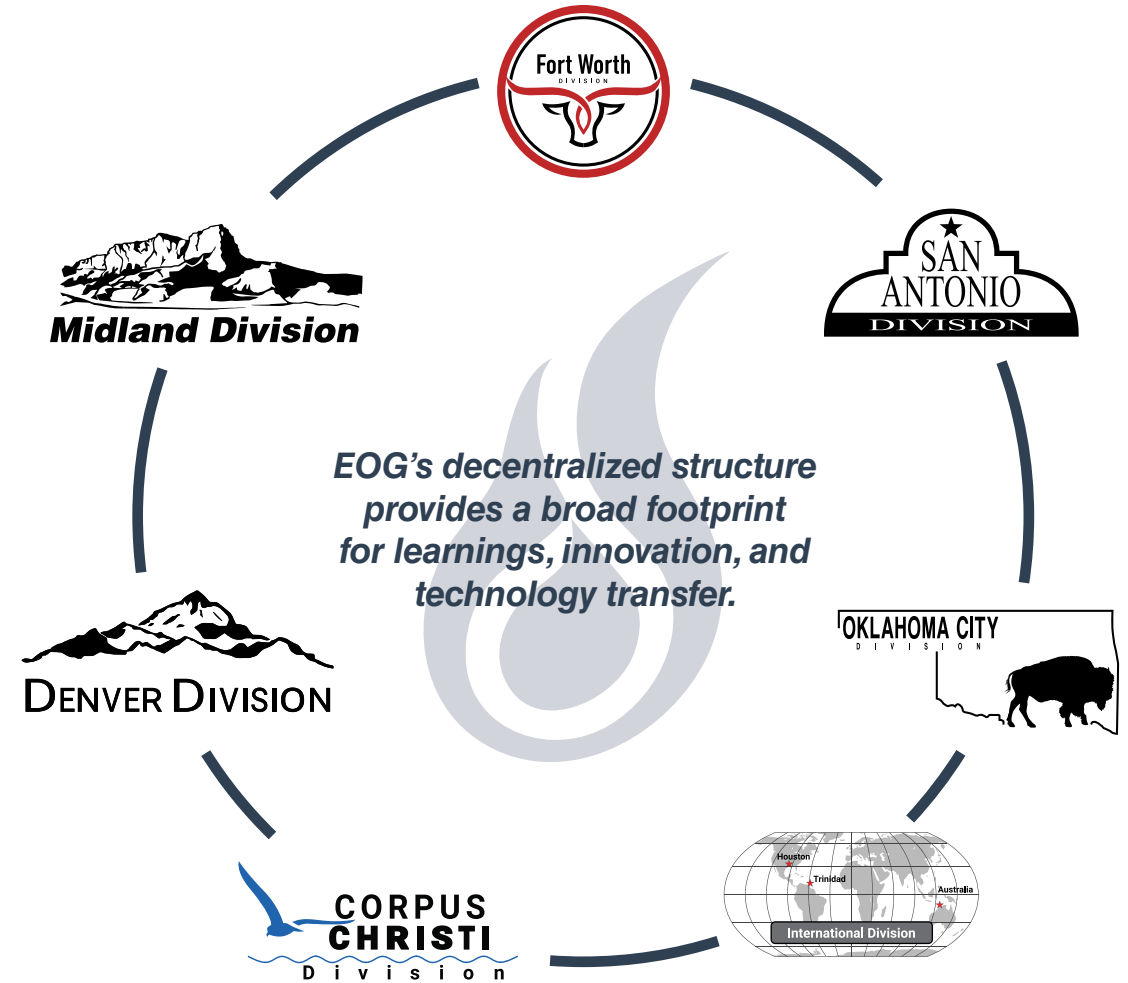 Fort Worth
DIVISION
SAN
ANTONIO
DIVISION
Midland Division
EOG’s decentralized structure
provides a broad footprint
for learnings, innovation, and
technology transfer.
OKLAHOMA CITY
DIVISION
DENVER DIVISION
Houston
Trinidad
Australia
International Division
CORPUS
CHRISTI
Division